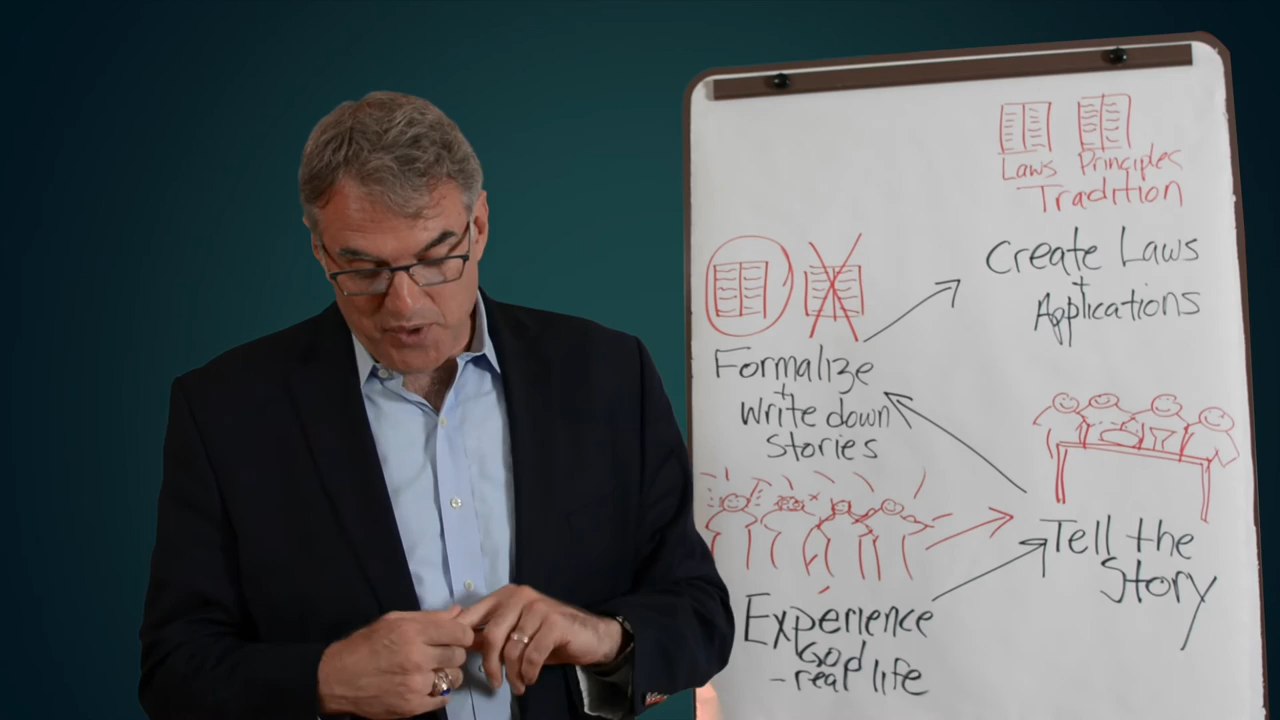 Laws Principles
Tradition
Create Laws
+
Applications
Formalize
+
Write down
Stories
Tell the
Story
Experience
God
- real life